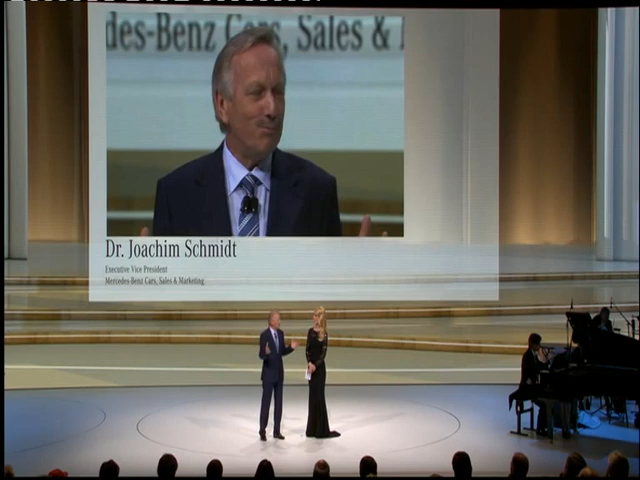 des-Benz Cars, Sales &
Dr. Joachim Schmidt
Executive Vice President
Mercedes-Benz Cars, Sales & Marketing